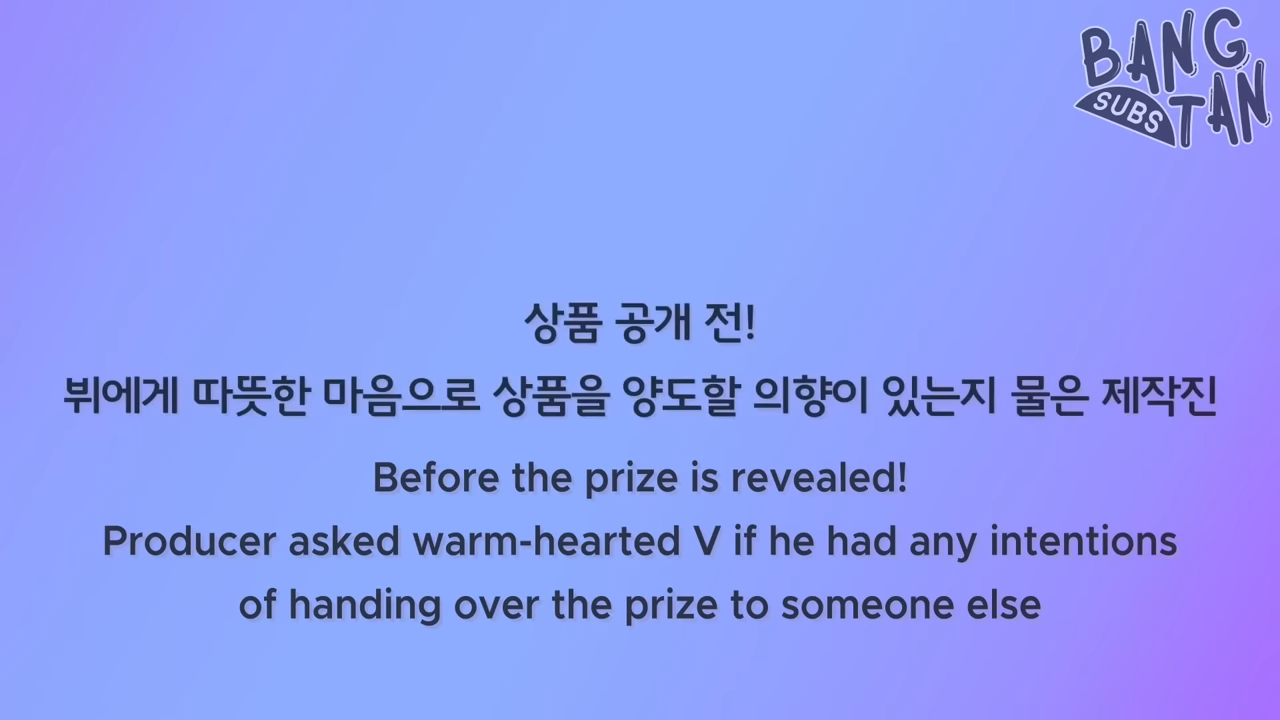 BANG
TAN
SUBS
상품 공개 전!
뷔에게 따뜻한 마음으로 상품을 양도할 의향이 있는지 물은 제작진
Before the prize is revealed!
Producer asked warm-hearted V if he had any intentions
of handing over the prize to someone else